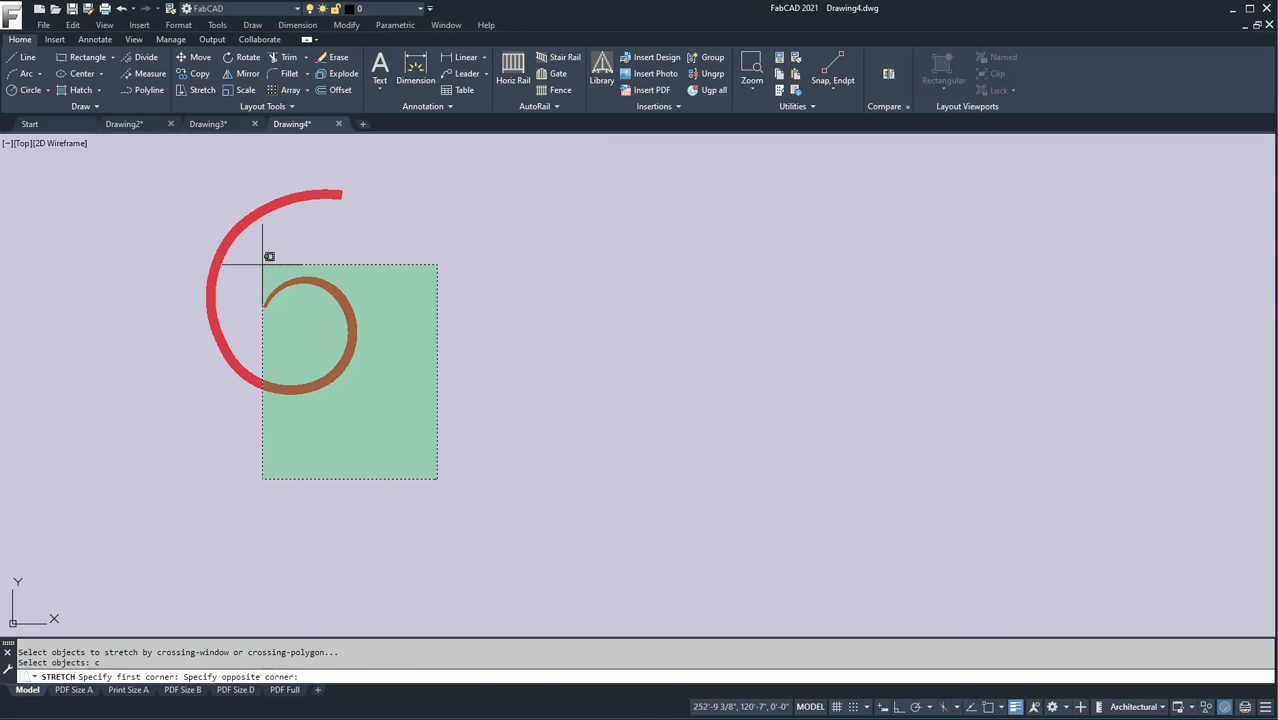 FabCAD 0 FabCAD 2021 Drawing4.dwg
File Edit View Insert Format Tools Draw Dimension Modify Parametric Window Express
Home Insert Annotate View Manage Output Collaborate
Line Rectangle Divide Move Rotate Trim Erase Linear Stair Rail Insert Design Group Named
Arc Center Measure Copy Mirror Fillet Explode Text Dimension Leader Horiz Rail Gate Library Insert Photo Ungrp Zoom Snap, Endpt Rectangular Clip
Circle Hatch Polyline Stretch Scale Array Offset Table Fence Insert PDF Ugp all Lock
Draw Layout Tools Annotation AutoRail Insertions Utilities Compare Layout Viewports
Start Drawing2* Drawing3* Drawing4*
[−][Top][2D Wireframe]
Y
X
Select objects to stretch by crossing-window or crossing-polygon...
Select objects: c
STRETCH Specify first corner: Specify opposite corner:
Model PDF Size A Print Size A PDF Size B PDF Size D PDF Full
252'-9 3/8", 120'-7", 0'-0" MODEL Architectural